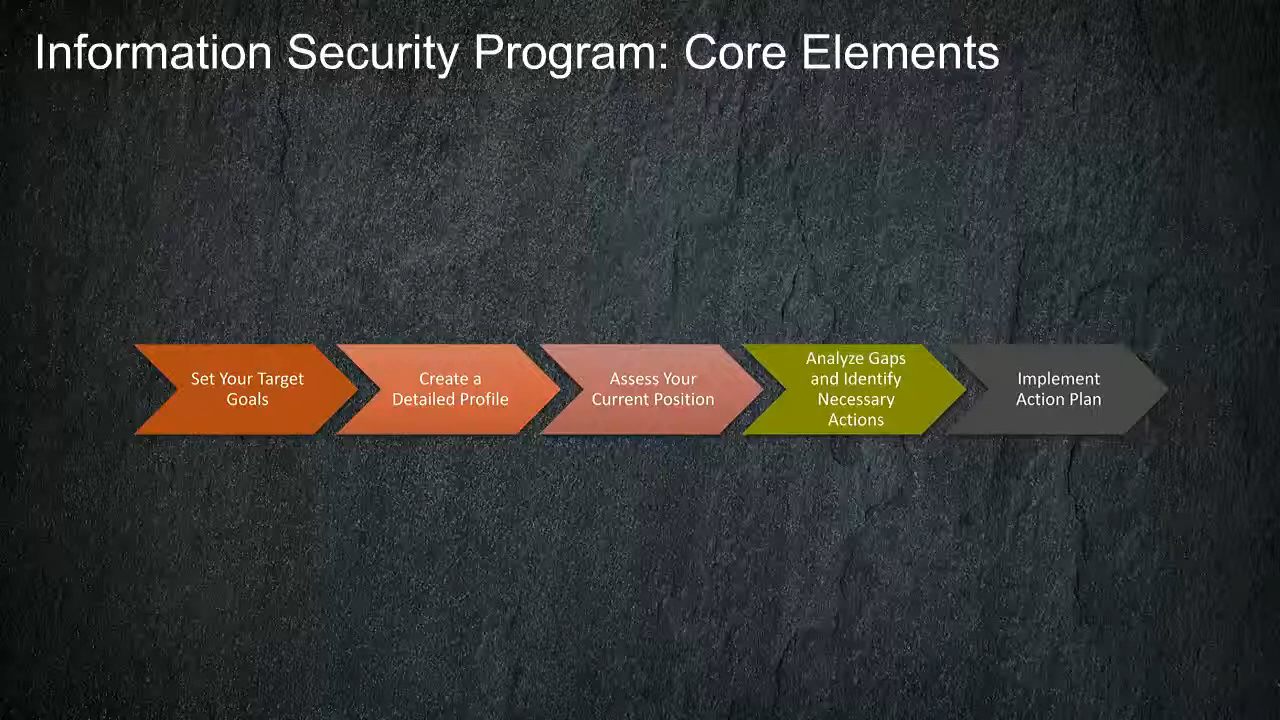 Information Security Program: Core Elements
Set Your Target
Goals
Create a
Detailed Profile
Assess Your
Current Position
Analyze Gaps
and Identify
Necessary
Actions
Implement
Action Plan